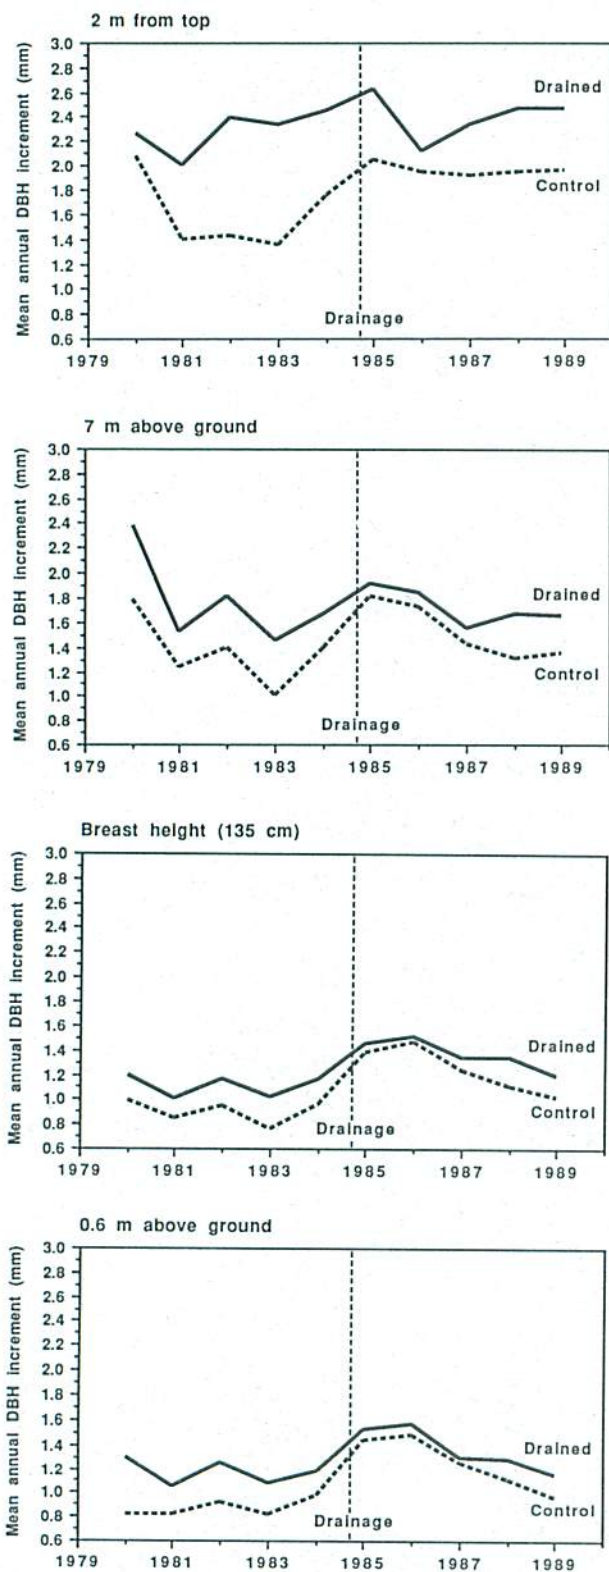 2 m from top
Mean annual DBH increment (mm)
3.0
2.8
2.6
2.4
2.2
2.0
1.8
1.6
1.4
1.2
1.0
0.8
0.6
Drained
Control
Drainage
1979 1981 1983 1985 1987 1989
7 m above ground
Mean annual DBH increment (mm)
3.0
2.8
2.6
2.4
2.2
2.0
1.8
1.6
1.4
1.2
1.0
0.8
0.6
Drained
Control
Drainage
1979 1981 1983 1985 1987 1989
Breast height (135 cm)
Mean annual DBH increment (mm)
3.0
2.8
2.6
2.4
2.2
2.0
1.8
1.6
1.4
1.2
1.0
0.8
0.6
Drained
Control
Drainage
1979 1981 1983 1985 1987 1989
0.6 m above ground
Mean annual DBH increment (mm)
3.0
2.8
2.6
2.4
2.2
2.0
1.8
1.6
1.4
1.2
1.0
0.8
0.6
Drained
Control
Drainage
1979 1981 1983 1985 1987 1989